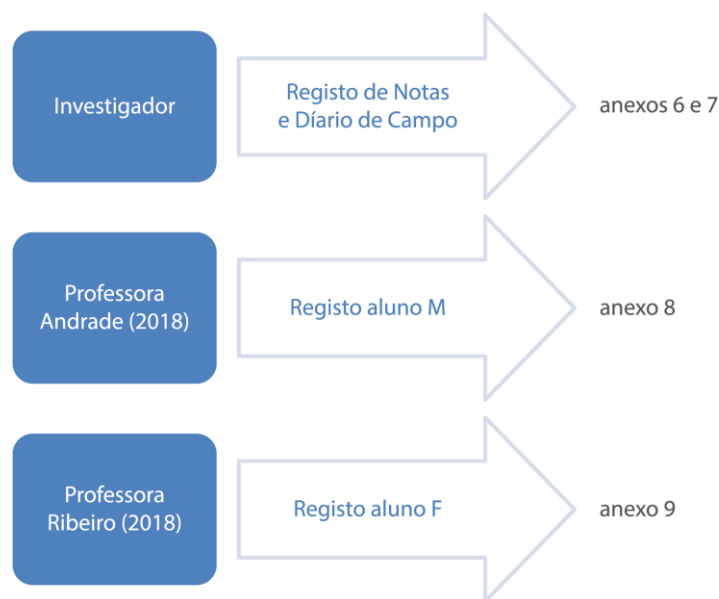 Investigador
Registo de Notas
e Díario de Campo
anexos 6 e 7
Professora
Andrade (2018)
Registo aluno M
anexo 8
Professora
Ribeiro (2018)
Registo aluno F
anexo 9